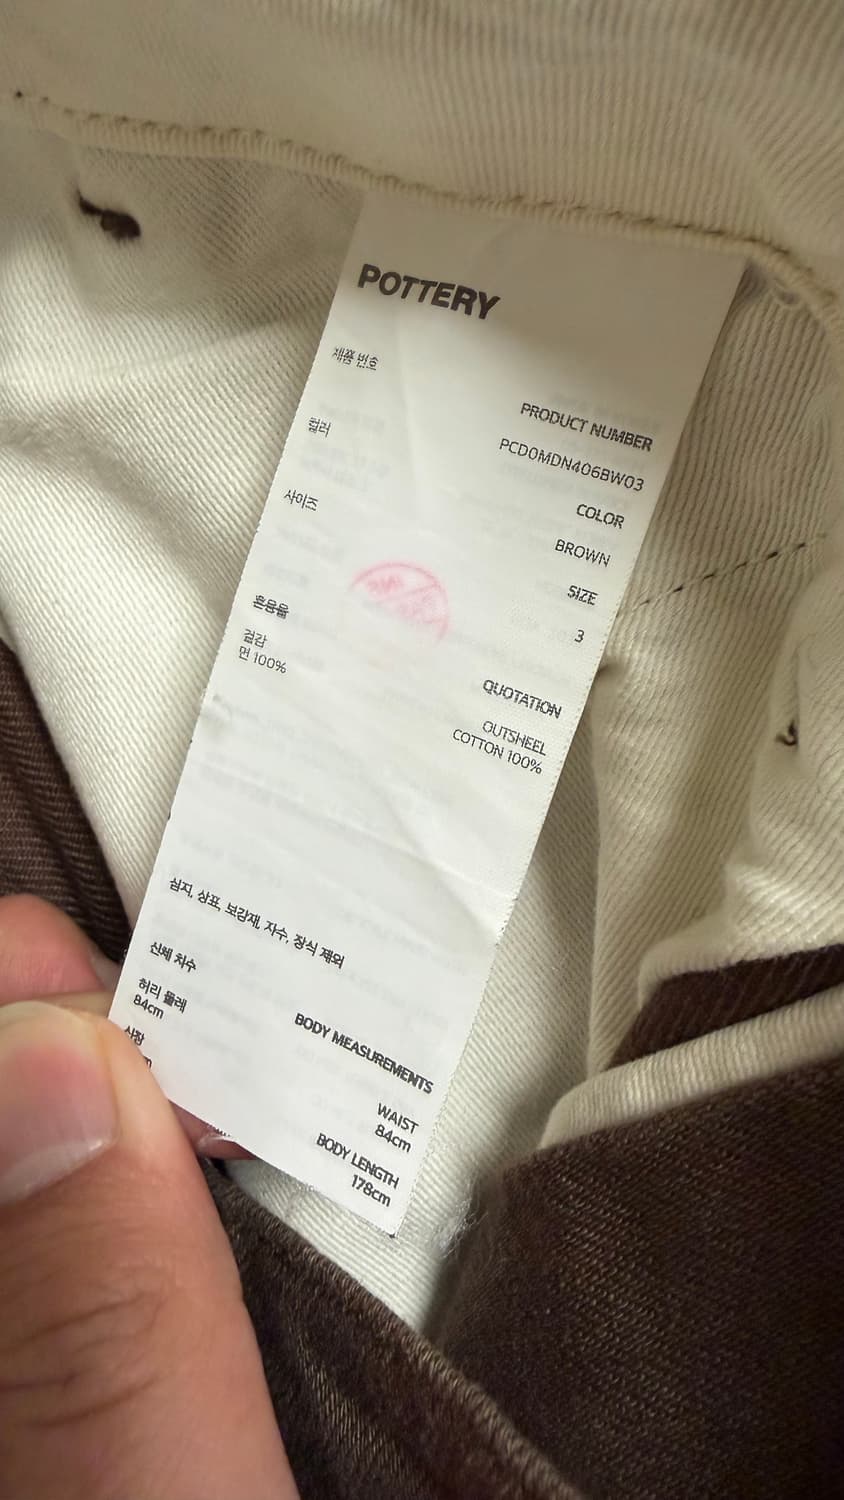 POTTERY
제품 번호
PRODUCT NUMBER
PCD0MDN406BW03
컬러
COLOR
BROWN
사이즈
SIZE
3
혼용율
QUOTATION
겉감
면 100%
OUTSHEEL
COTTON 100%
심지, 상표, 보강재, 자수, 장식 제외
신체 치수
BODY MEASUREMENTS
허리 둘레
84cm
WAIST
84cm
신장
BODY LENGTH
178cm